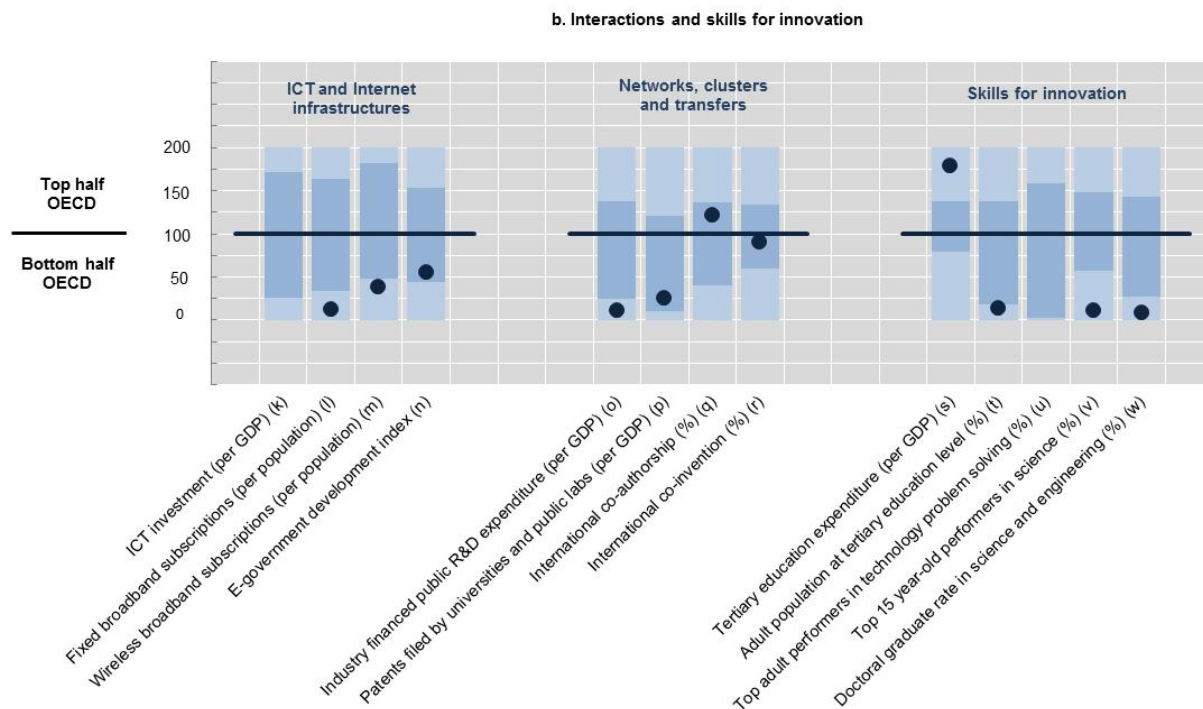 b. Interactions and skills for innovation
ICT and Internet
infrastructures
Networks, clusters
and transfers
Skills for innovation
200
150
100
50
0
Top half
OECD
Bottom half
OECD
ICT investment (per GDP) (k)
Fixed broadband subscriptions (per population) (l)
Wireless broadband subscriptions (per population) (m)
E-government development index (n)
Industry financed public R&D expenditure (per GDP) (o)
Patents filed by universities and public labs (per GDP) (p)
International co-authorship (%) (q)
International co-invention (%) (r)
Tertiary education expenditure (per GDP) (s)
Adult population at tertiary education level (%) (t)
Top adult performers in technology problem solving (%) (u)
Top 15 year-old performers in science (%) (v)
Doctoral graduate rate in science and engineering (%) (w)